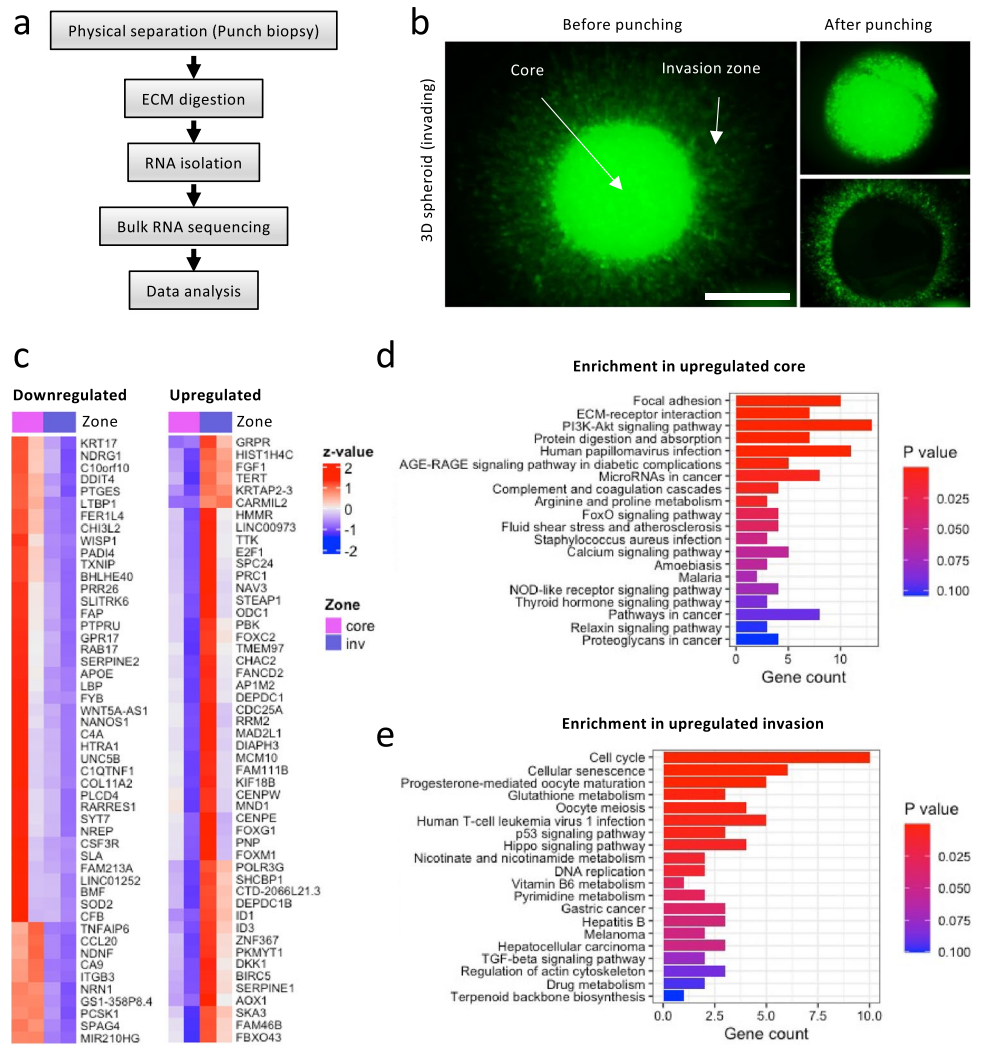 a
Physical separation (Punch biopsy)
ECM digestion
RNA isolation
Bulk RNA sequencing
Data analysis
b
Before punching
After punching
3D spheroid (invading)
Core
Invasion zone
c
Downregulated
Upregulated
Zone
Zone
KRT17
NDRG1
C10orf10
DDIT4
PTGES
LTBP1
FER1L4
CHI3L2
WISP1
PADI4
TXNIP
BHLHE40
PRR26
SLITRK6
FAP
PTPRU
GPR17
RAB17
SERPINE2
APOE
LBP
FYB
WNT5A-AS1
NANOS1
C4A
HTRA1
UNC5B
C1QTNF1
COL11A2
PLCD4
RARRES1
SYT7
NREP
CSF3R
SLA
FAM213A
LINC01252
BMF
SOD2
CFB
TNFAIP6
CCL20
NDNF
CA9
ITGB3
NRN1
GS1-358P8.4
PCSK1
SPAG4
MIR210HG
GRPR
HIST1H4C
FGF1
TERT
KRTAP2-3
CARMIL2
HMMR
LINC00973
TTK
E2F1
SPC24
PRC1
NAV3
STEAP1
ODC1
PBK
FOXC2
TMEM97
CHAC2
FANCD2
AP1M2
DEPDC1
CDC25A
RRM2
MAD2L1
DIAPH3
MCM10
FAM111B
KIF18B
CENPW
MND1
CENPE
FOXG1
PNP
FOXM1
POLR3G
SHCBP1
CTD-2066L21.3
DEPDC1B
ID1
ID3
ZNF367
PKMYT1
DKK1
BIRC5
SERPINE1
AOX1
SKA3
FAM46B
FBXO43
z-value
2
1
0
-1
-2
Zone
core
inv
d
Enrichment in upregulated core
Focal adhesion
ECM-receptor interaction
PI3K-Akt signaling pathway
Protein digestion and absorption
Human papillomavirus infection
AGE-RAGE signaling pathway in diabetic complications
MicroRNAs in cancer
Complement and coagulation cascades
Arginine and proline metabolism
FoxO signaling pathway
Fluid shear stress and atherosclerosis
Staphylococcus aureus infection
Calcium signaling pathway
Amoebiasis
Malaria
NOD-like receptor signaling pathway
Thyroid hormone signaling pathway
Pathways in cancer
Relaxin signaling pathway
Proteoglycans in cancer
0 5 10
Gene count
P value
0.025
0.050
0.075
0.100
e
Enrichment in upregulated invasion
Cell cycle
Cellular senescence
Progesterone-mediated oocyte maturation
Glutathione metabolism
Oocyte meiosis
Human T-cell leukemia virus 1 infection
p53 signaling pathway
Hippo signaling pathway
Nicotinate and nicotinamide metabolism
DNA replication
Vitamin B6 metabolism
Pyrimidine metabolism
Gastric cancer
Hepatitis B
Melanoma
Hepatocellular carcinoma
TGF-beta signaling pathway
Regulation of actin cytoskeleton
Drug metabolism
Terpenoid backbone biosynthesis
0.0 2.5 5.0 7.5 10.0
Gene count
P value
0.025
0.050
0.075
0.100